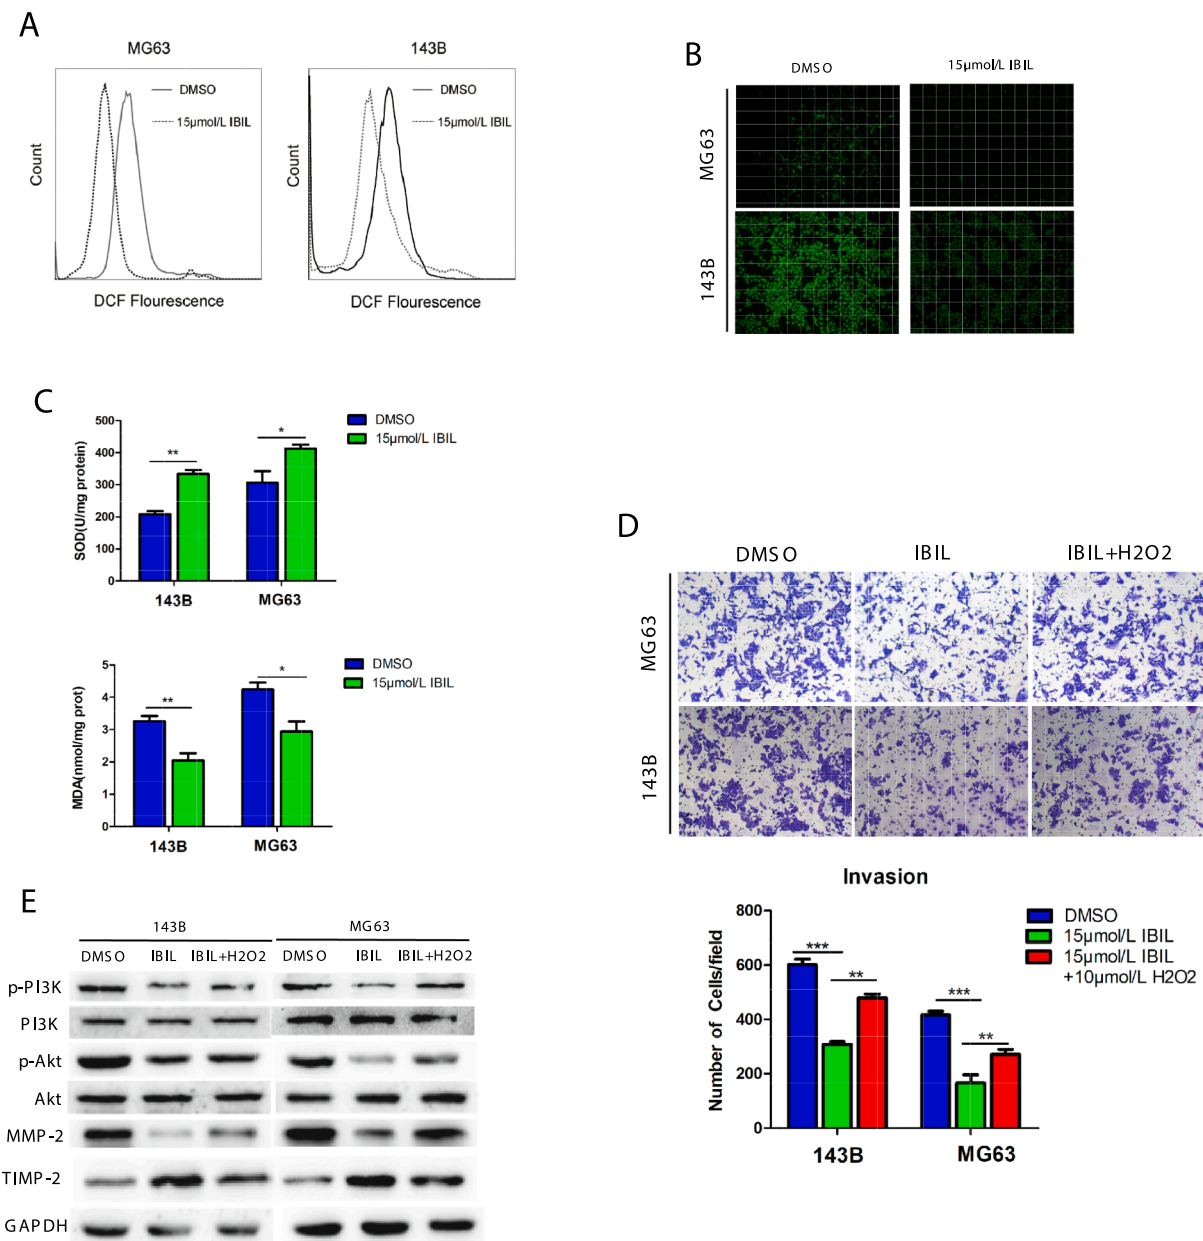 A
MG63
143B
DMSO
15μmol/L IBIL
DMSO
15μmol/L IBIL
Count
Count
DCF Flourescence
DCF Flourescence
B
DMSO
15μmol/L IBIL
MG63
143B
C
500
400
300
200
100
0
SOD(U/mg protein)
**
*
DMSO
15μmol/L IBIL
143B
MG63
5
4
3
2
1
0
MDA(nmol/mg prot)
**
*
DMSO
15μmol/L IBIL
143B
MG63
D
DMSO
IBIL
IBIL+H2O2
MG63
143B
Invasion
800
600
400
200
0
Number of Cells/field
***
**
***
**
DMSO
15μmol/L IBIL
15μmol/L IBIL
+10μmol/L H2O2
143B
MG63
E
143B
MG63
DMSO
IBIL
IBIL+H2O2
DMSO
IBIL
IBIL+H2O2
p-PI3K
PI3K
p-Akt
Akt
MMP-2
TIMP-2
GAPDH